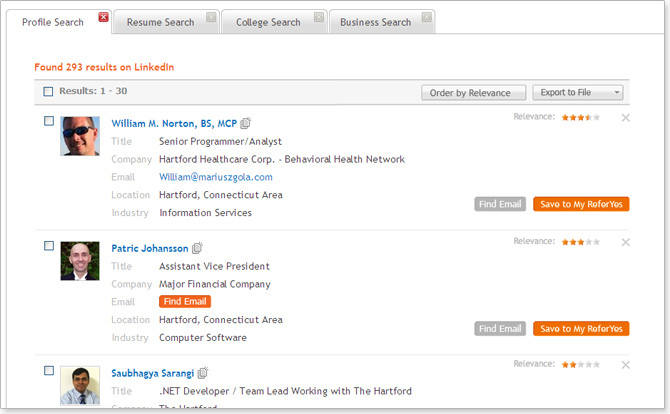 Profile Search
Resume Search
College Search
Business Search
Found 293 results on LinkedIn
Results: 1 - 30
Order by Relevance
Export to File
William M. Norton, BS, MCP
Relevance:
Title Senior Programmer/Analyst
Company Hartford Healthcare Corp. - Behavioral Health Network
Email William@mariuszgola.com
Location Hartford, Connecticut Area
Find Email Save to My ReferYes
Industry Information Services
Patric Johansson
Relevance:
Title Assistant Vice President
Company Major Financial Company
Email Find Email
Location Hartford, Connecticut Area
Find Email Save to My ReferYes
Industry Computer Software
Saubhagya Sarangi
Relevance:
Title .NET Developer / Team Lead Working with The Hartford
Company The Hartford